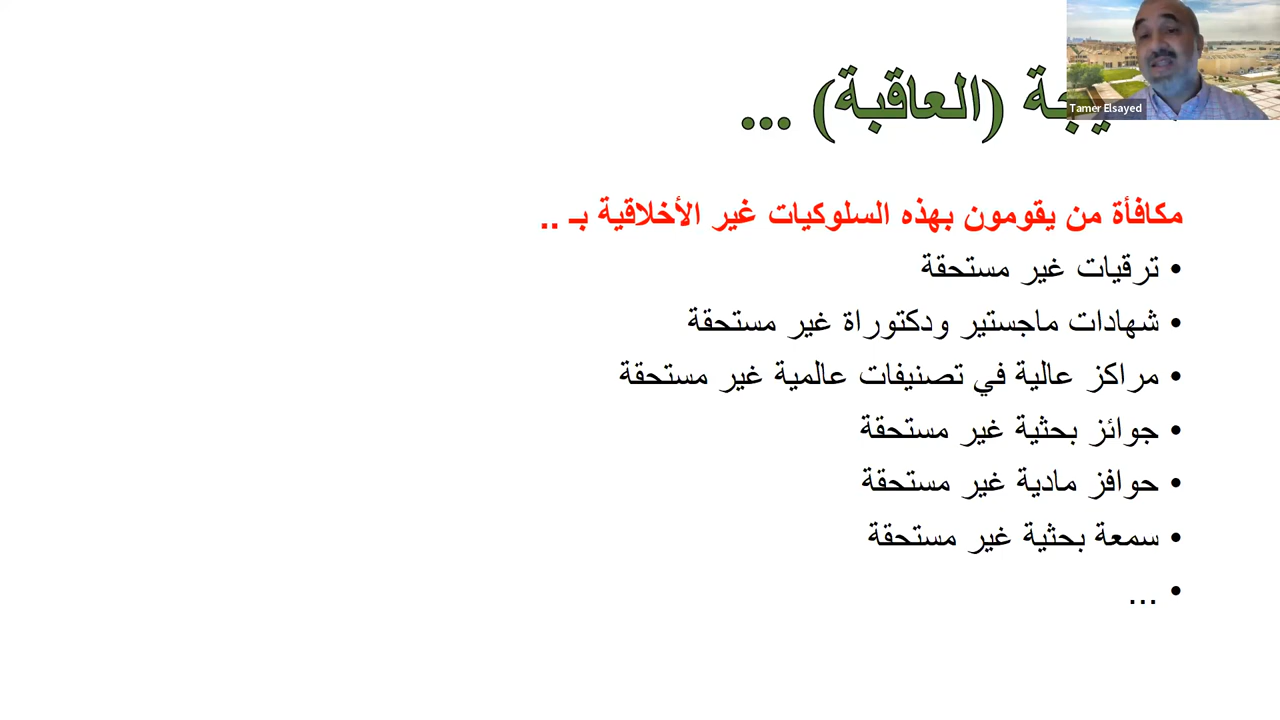 (العاقبة) ...
Tamer Elsayed
مكافأة من يقومون بهذه السلوكيات غير الأخلاقية بـ ..
• ترقيات غير مستحقة
• شهادات ماجستير ودكتوراة غير مستحقة
• مراكز عالية في تصنيفات عالمية غير مستحقة
• جوائز بحثية غير مستحقة
• حوافز مادية غير مستحقة
• سمعة بحثية غير مستحقة
• ...